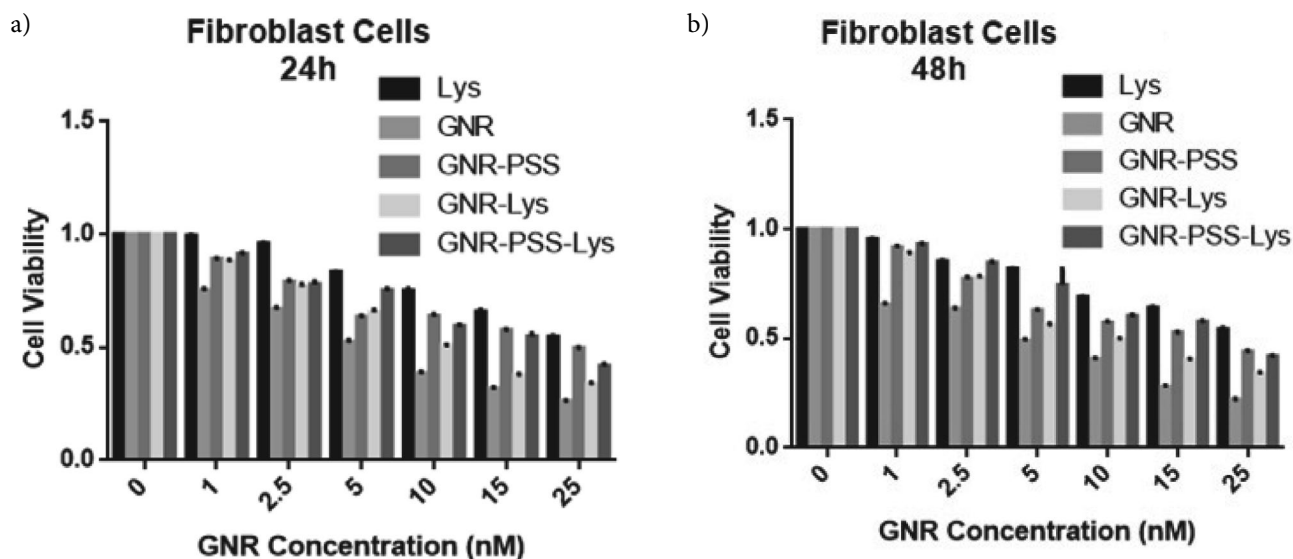 a)
Fibroblast Cells
24h
Lys
GNR
GNR-PSS
GNR-Lys
GNR-PSS-Lys
1.5
1.0
0.5
0.0
Cell Viability
0 1 2.5 5 10 15 25
GNR Concentration (nM)
b)
Fibroblast Cells
48h
Lys
GNR
GNR-PSS
GNR-Lys
GNR-PSS-Lys
1.5
1.0
0.5
0.0
Cell Viability
0 1 2.5 5 10 15 25
GNR Concentration (nM)